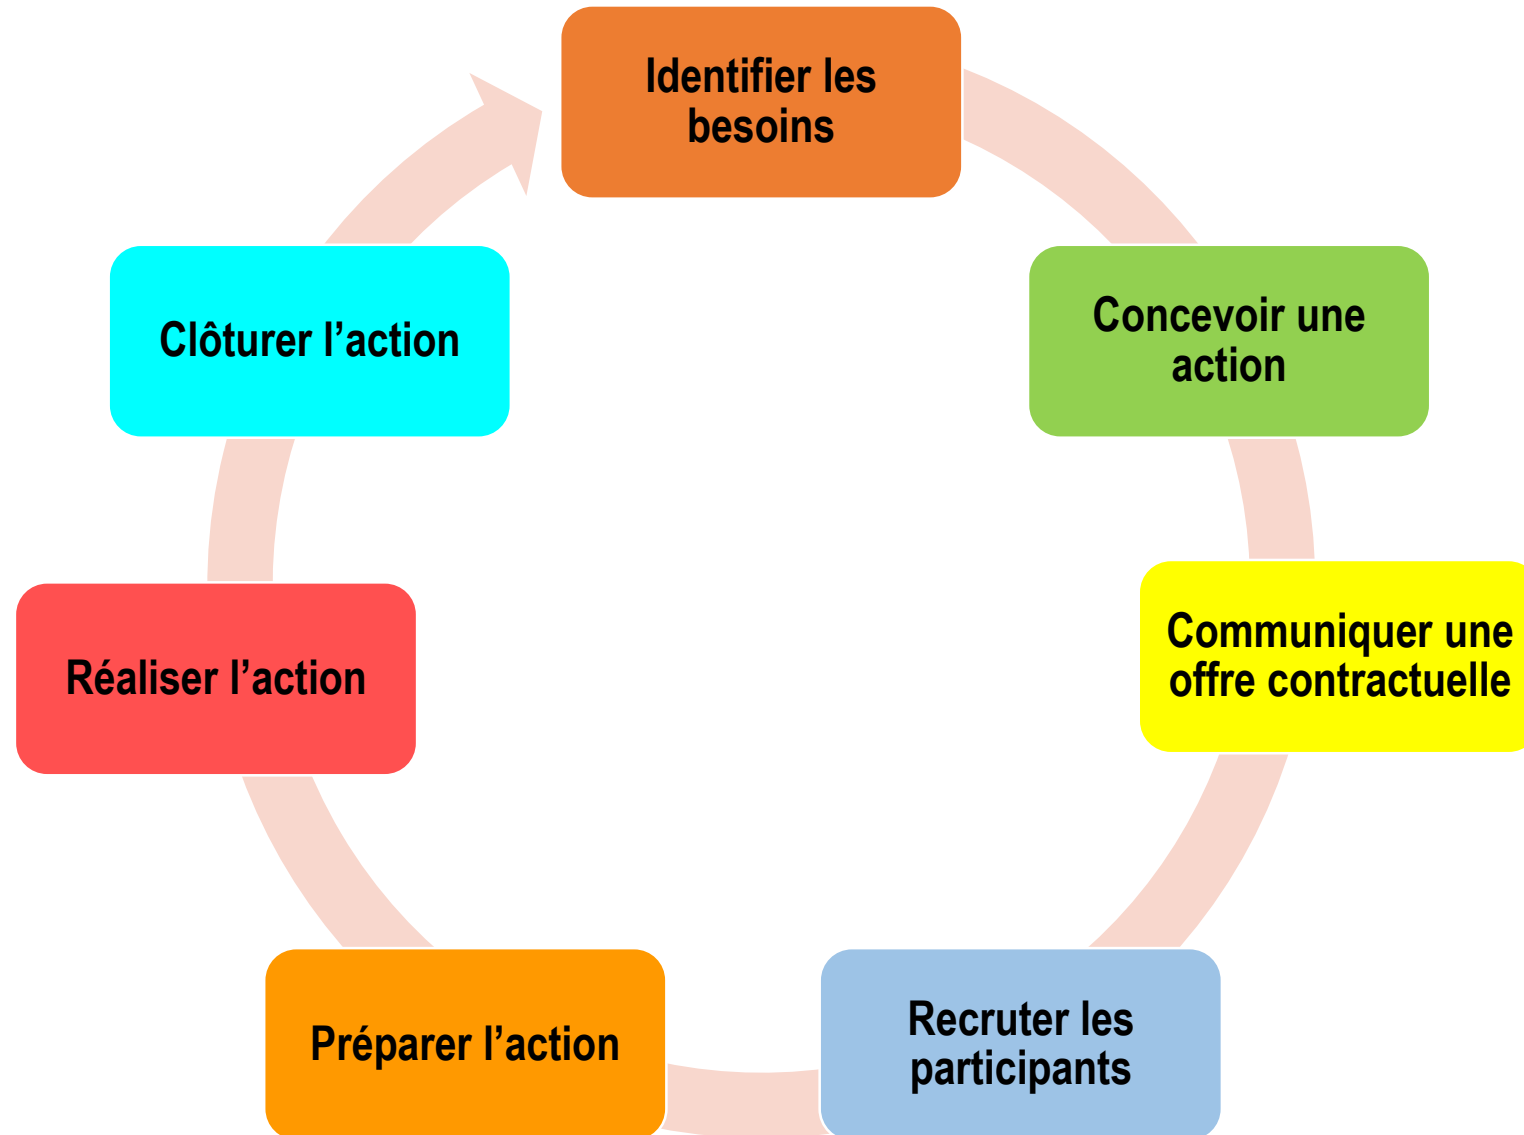 Identifier les
besoins
Concevoir une
action
Communiquer une
offre contractuelle
Recruter les
participants
Préparer l’action
Réaliser l’action
Clôturer l’action